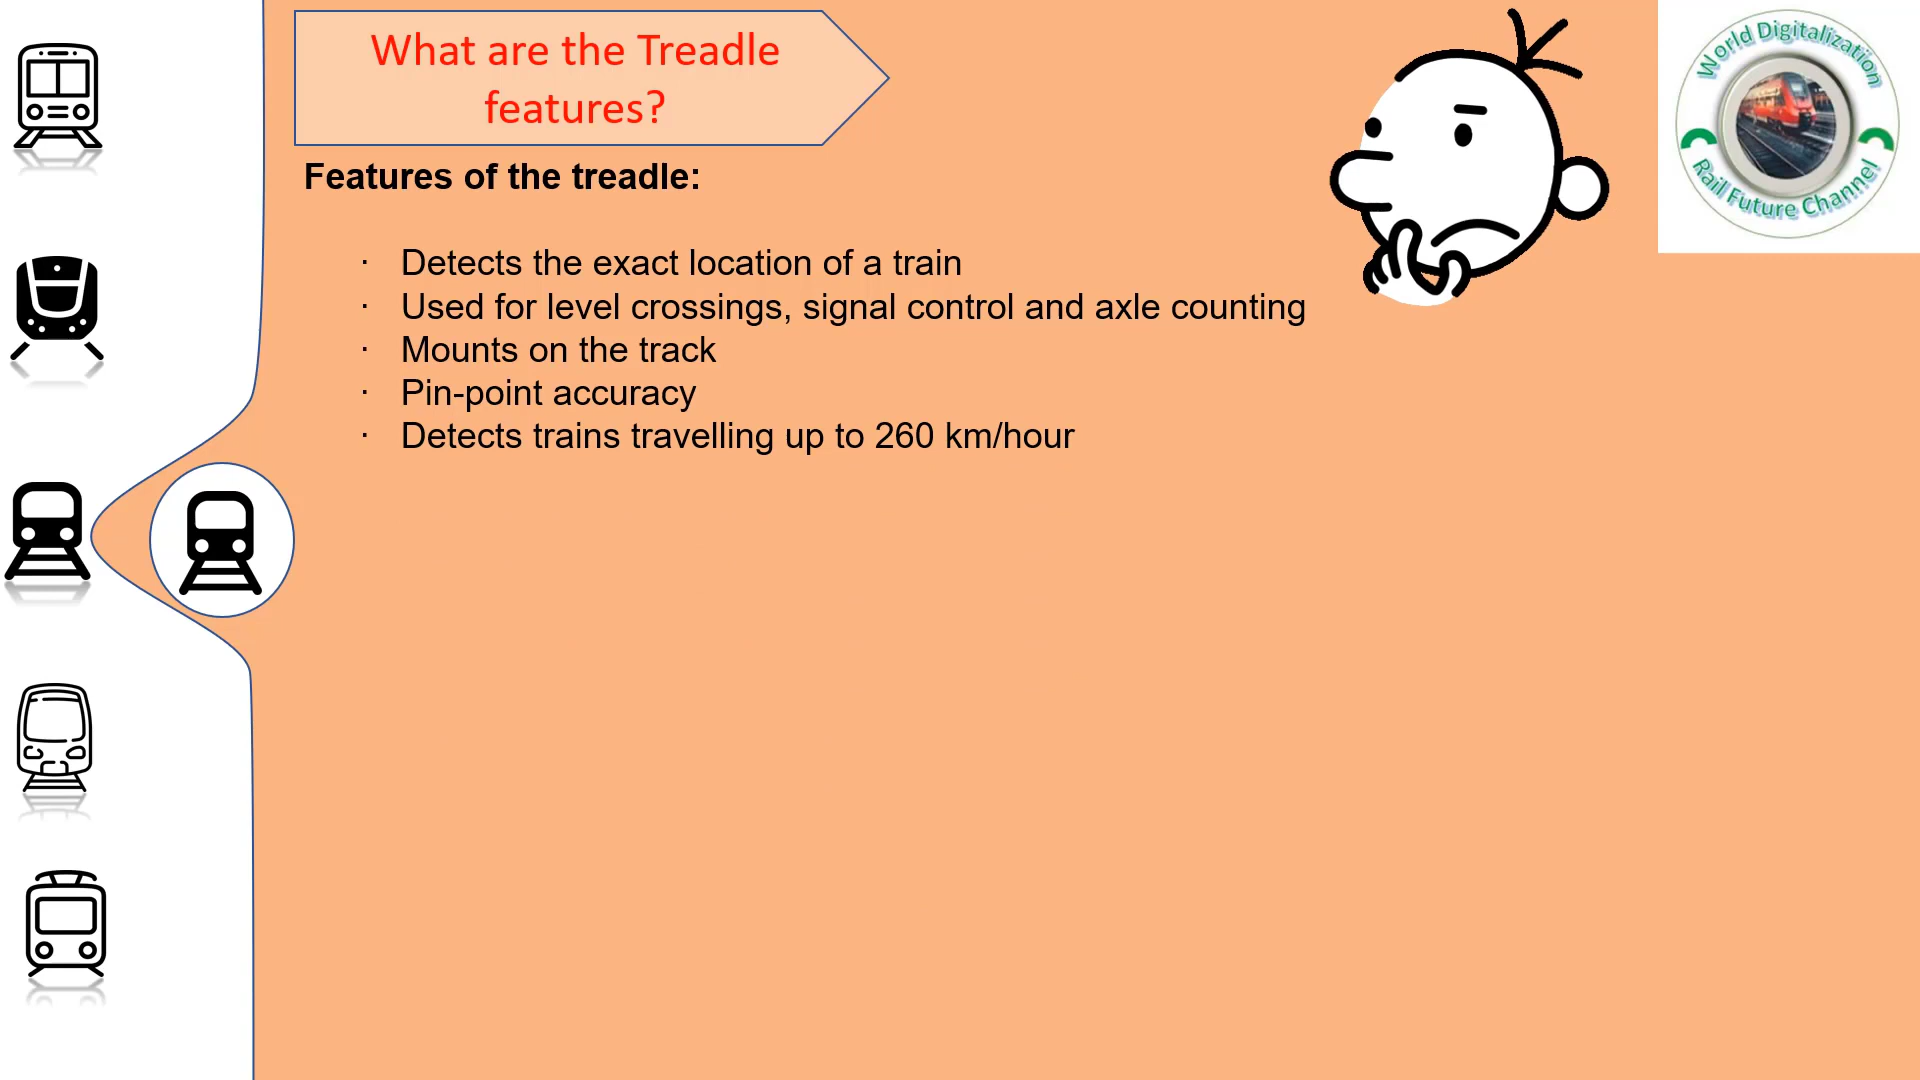 What are the Treadle
features?
World Digitalization
Rail Future Channel
Features of the treadle:
· Detects the exact location of a train
· Used for level crossings, signal control and axle counting
· Mounts on the track
· Pin-point accuracy
· Detects trains travelling up to 260 km/hour